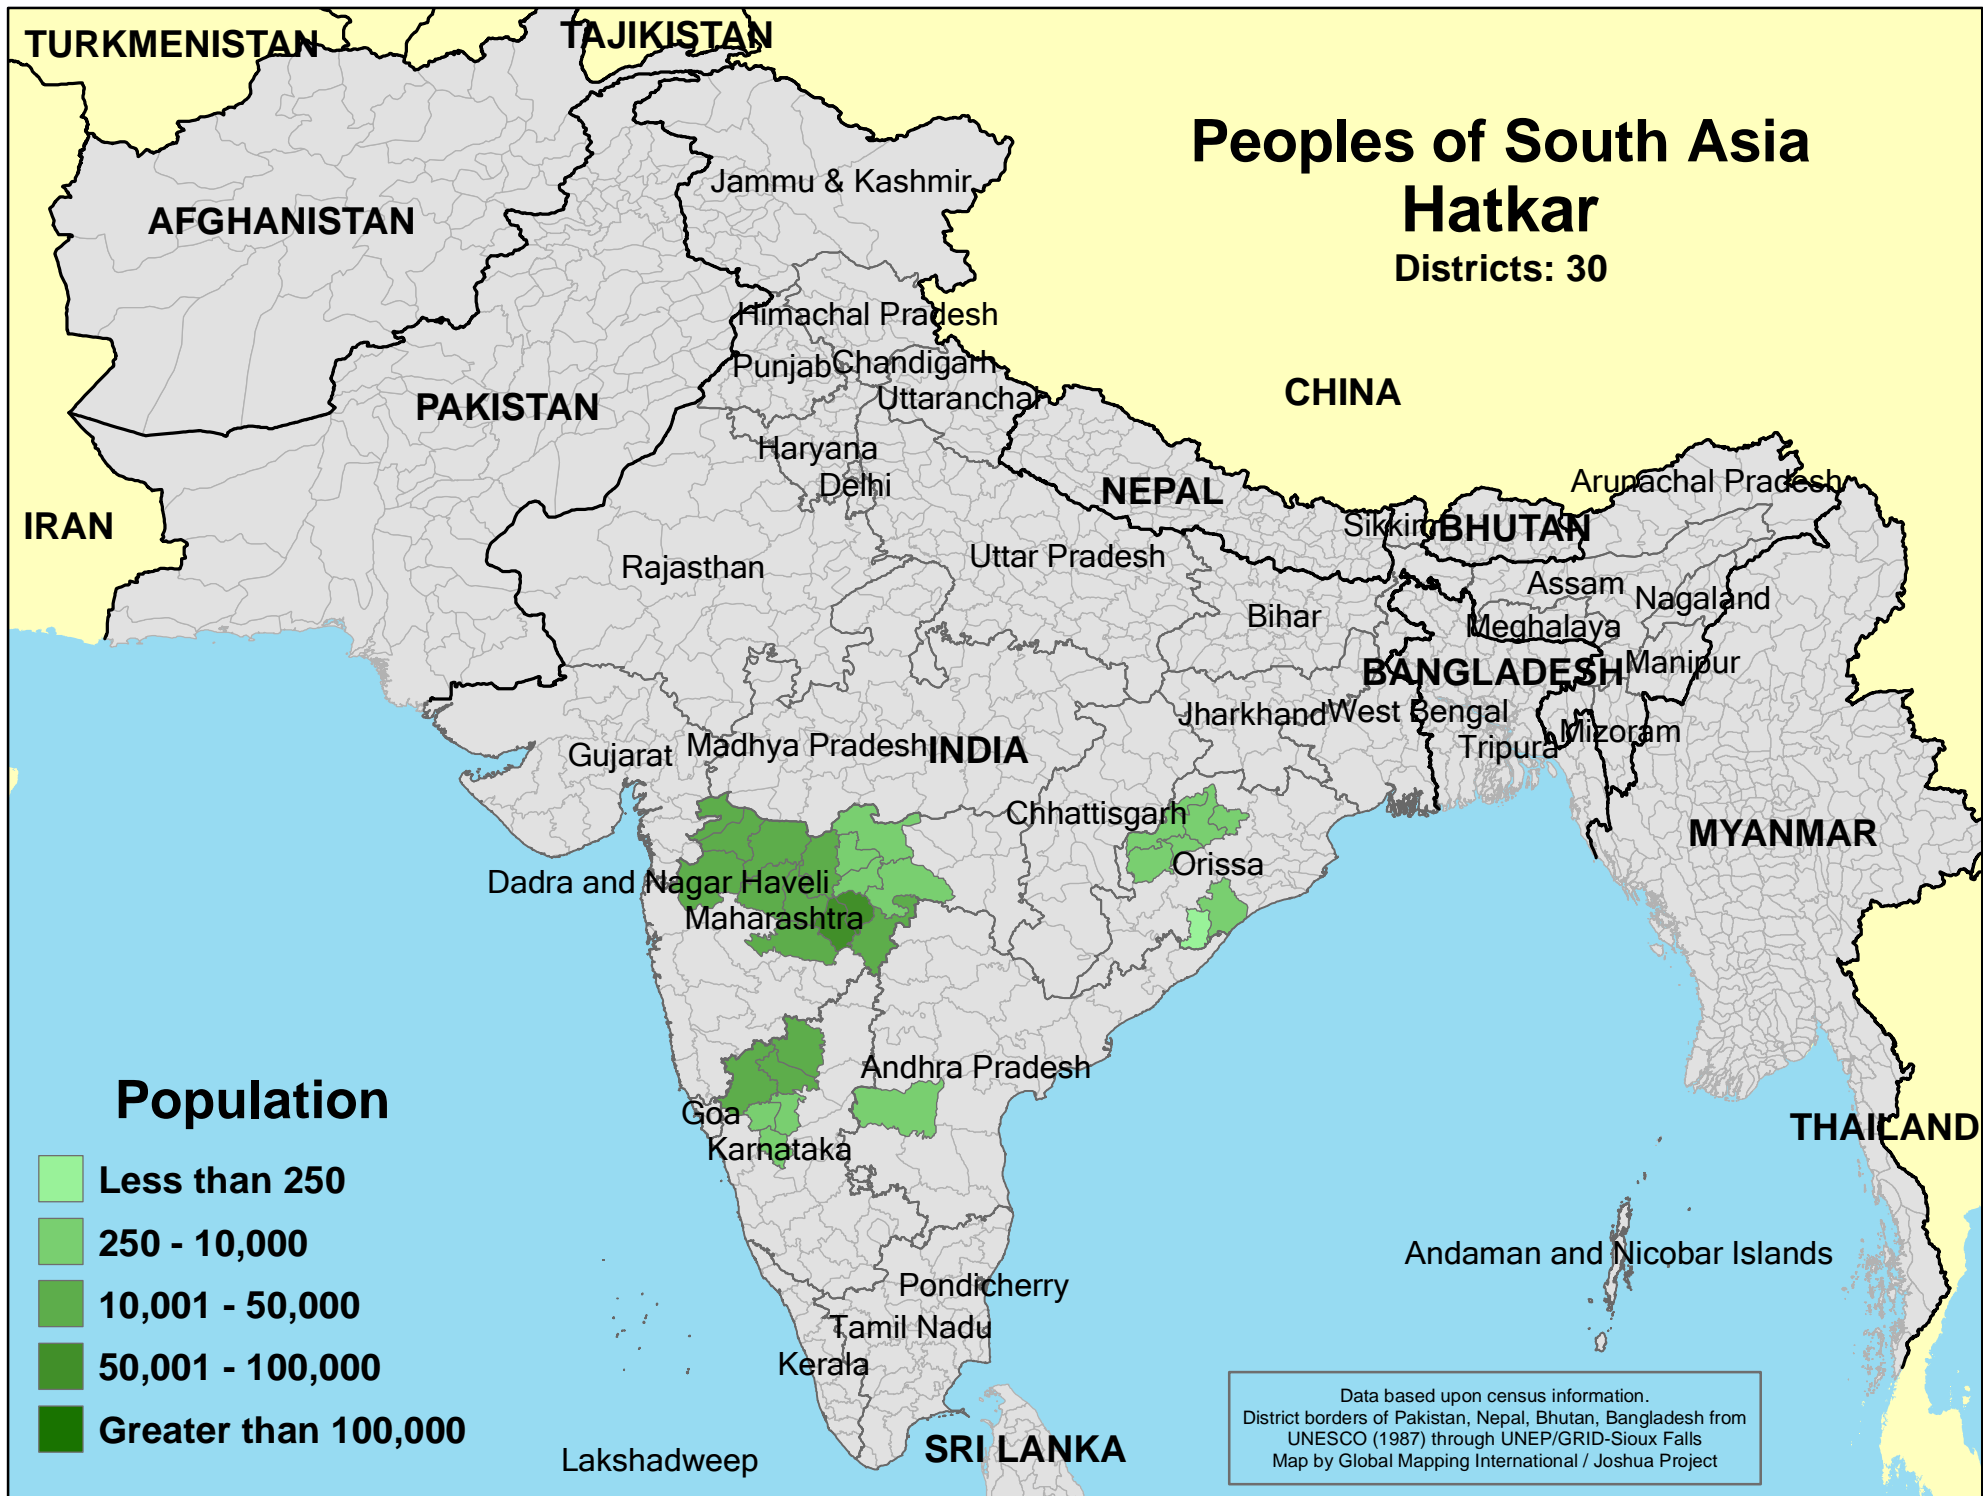 TURKMENISTAN
TAJIKISTAN
Peoples of South Asia
Hatkar
Districts: 30
Jammu & Kashmir
AFGHANISTAN
Himachal Pradesh
Punjab
Chandigarh
Uttaranchal
CHINA
PAKISTAN
Haryana
Delhi
NEPAL
Arunachal Pradesh
IRAN
Sikkim
BHUTAN
Rajasthan
Uttar Pradesh
Assam
Nagaland
Bihar
Meghalaya
BANGLADESH
Manipur
Jharkhand
West Bengal
Gujarat
Madhya Pradesh
INDIA
Tripura
Mizoram
Chhattisgarh
MYANMAR
Orissa
Dadra and Nagar Haveli
Maharashtra
Andhra Pradesh
Goa
Karnataka
THAILAND
Population
Less than 250
250 - 10,000
10,001 - 50,000
50,001 - 100,000
Greater than 100,000
Andaman and Nicobar Islands
Pondicherry
Tamil Nadu
Kerala
Lakshadweep
SRI LANKA
Data based upon census information.
District borders of Pakistan, Nepal, Bhutan, Bangladesh from
UNESCO (1987) through UNEP/GRID-Sioux Falls
Map by Global Mapping International / Joshua Project